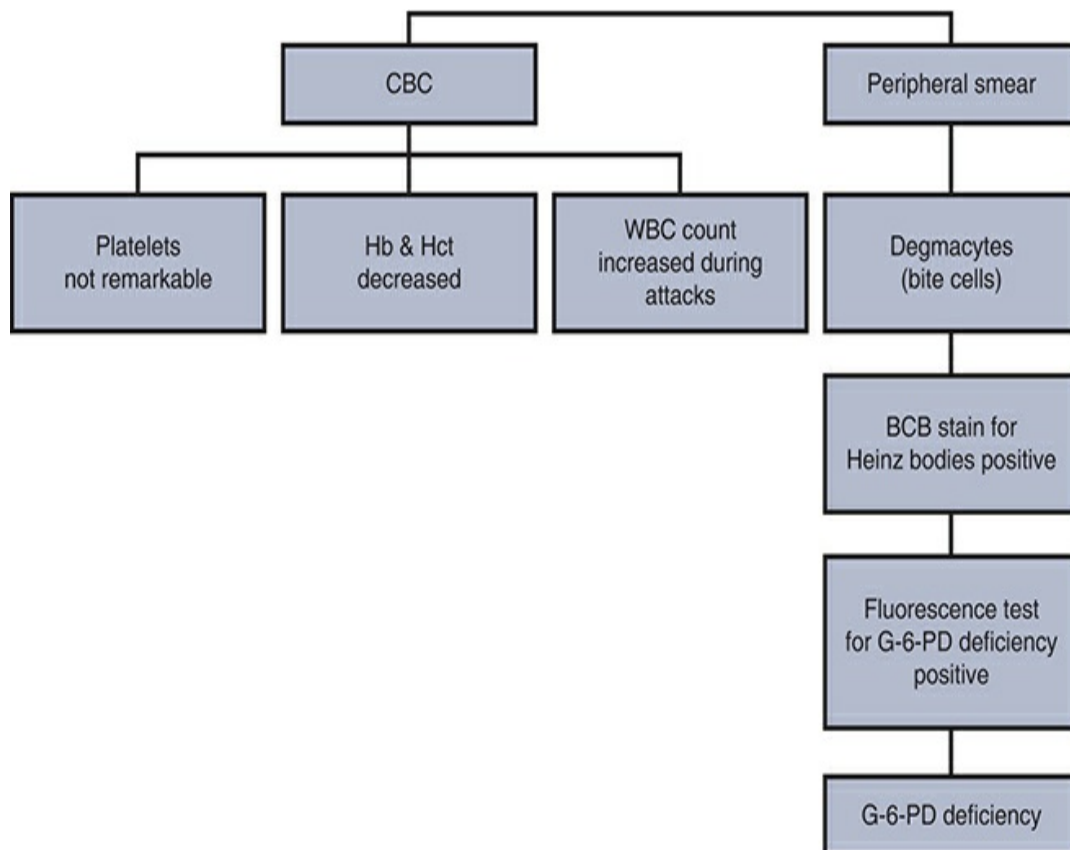 CBC
Peripheral smear
Platelets
not remarkable
Hb & Hct
decreased
WBC count
increased during
attacks
Degmacytes
(bite cells)
BCB stain for
Heinz bodies positive
Fluorescence test
for G-6-PD deficiency
positive
G-6-PD deficiency